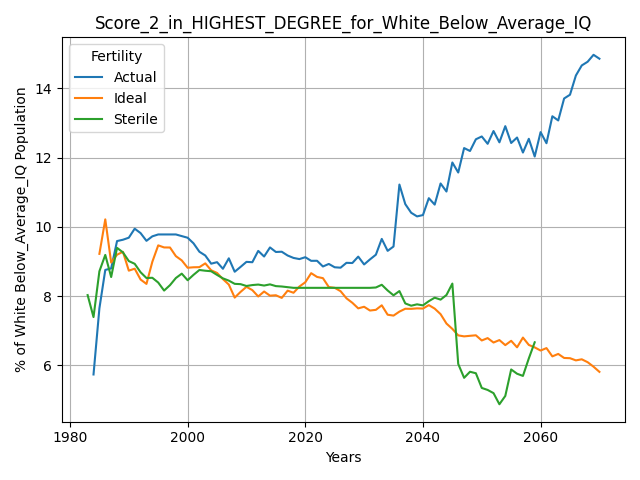 Score_2_in_HIGHEST_DEGREE_for_White_Below_Average_IQ
Fertility
Actual
Ideal
Sterile
% of White Below_Average_IQ Population
14
12
10
8
6
1980
2000
2020
2040
2060
Years